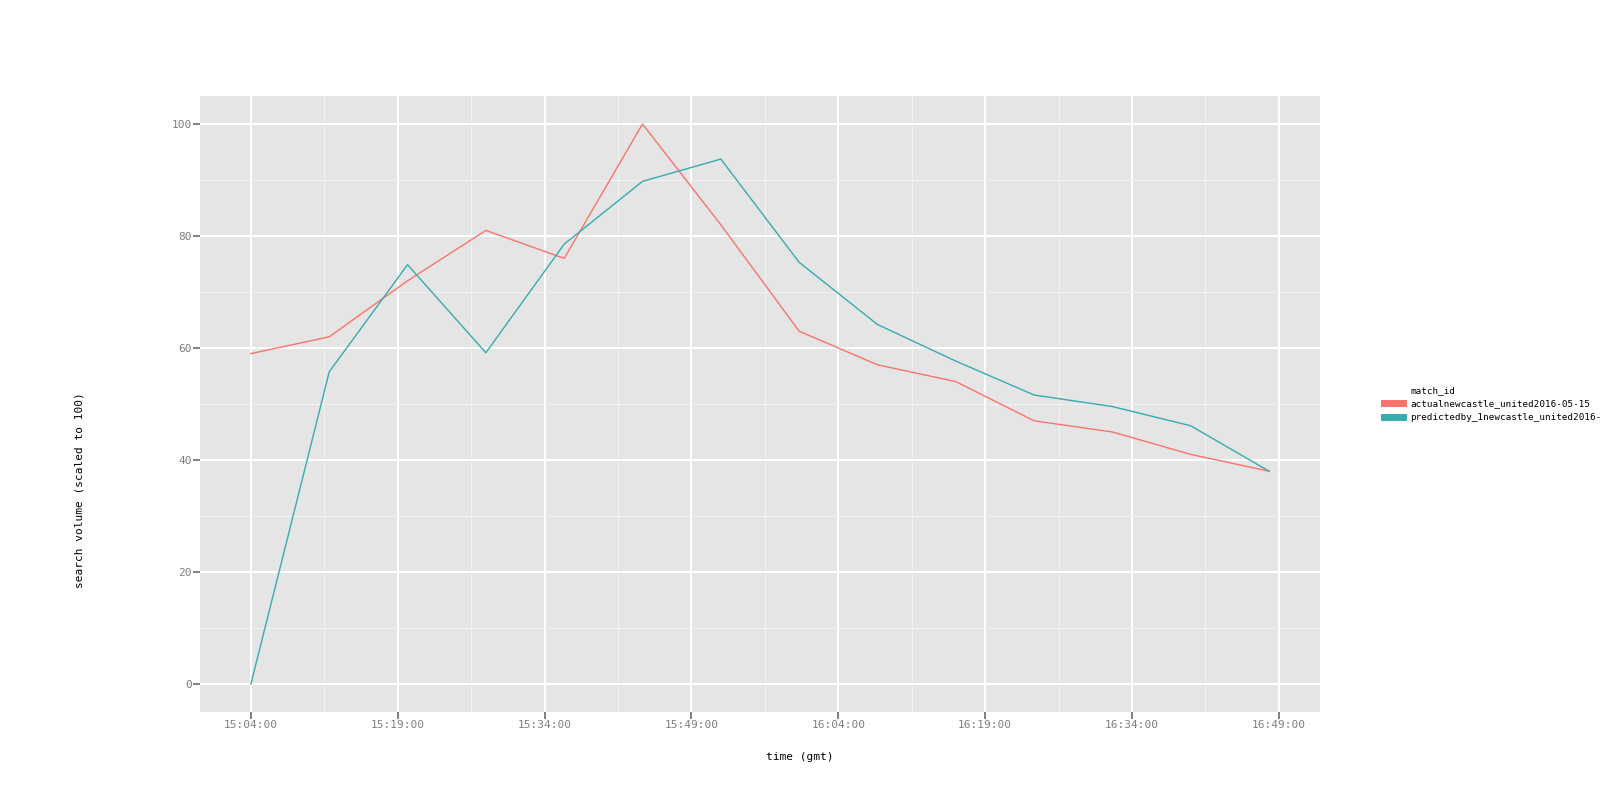 100
80
60
40
20
0
search volume (scaled to 100)
15:04:00 15:19:00 15:34:00 15:49:00 16:04:00 16:19:00 16:34:00 16:49:00
time (gmt)
match_id
actualnewcastle_united2016-05-15
predictedby_1newcastle_united2016-